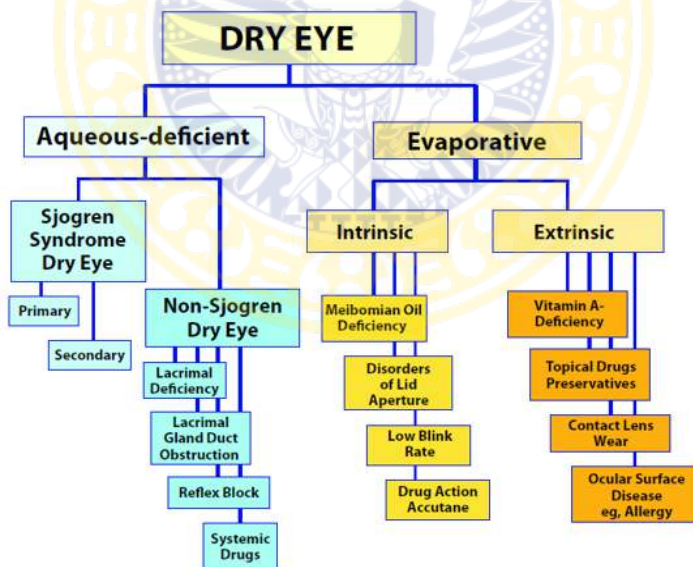 DRY EYE
Aqueous-deficient
Evaporative
Sjogren
Syndrome
Dry Eye
Primary
Secondary
Non-Sjogren
Dry Eye
Lacrimal
Deficiency
Lacrimal
Gland Duct
Obstruction
Reflex Block
Systemic
Drugs
Intrinsic
Meibomian Oil
Deficiency
Disorders
of Lid
Aperture
Low Blink
Rate
Drug Action
Accutane
Extrinsic
Vitamin A-
Deficiency
Topical Drugs
Preservatives
Contact Lens
Wear
Ocular Surface
Disease
eg, Allergy